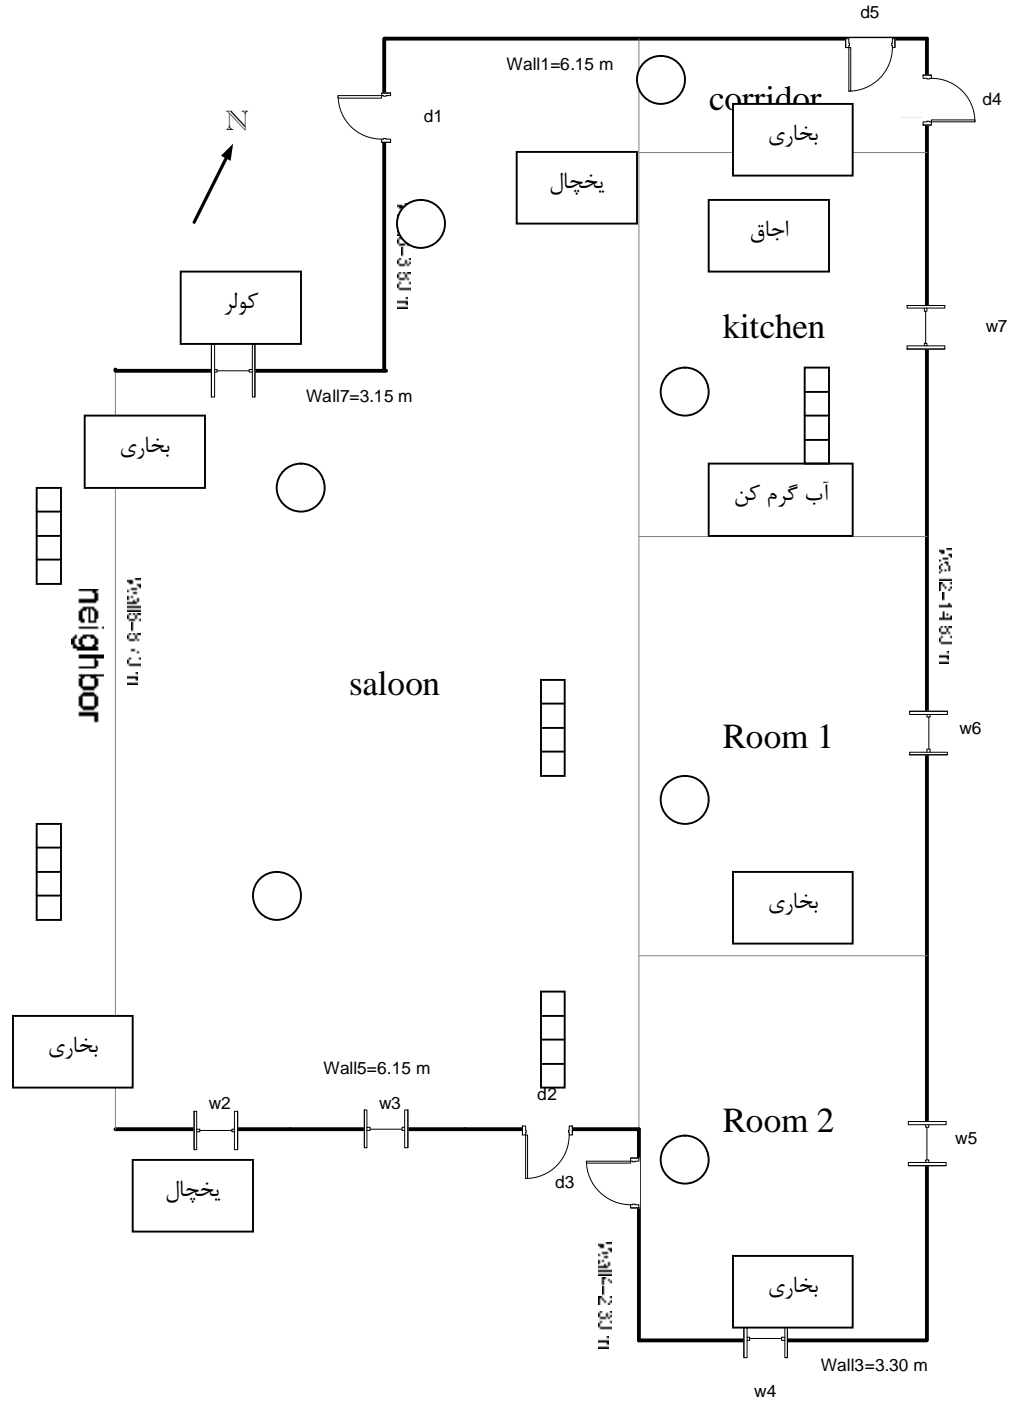 d5
Wall1=6.15 m
corridor
d4
d1
N
بخاری
یخچال
اجاق
کولر
kitchen
w7
Wall7=3.15 m
بخاری
آب گرم کن
neighbor
saloon
Room 1
w6
بخاری
بخاری
Wall5=6.15 m
w2
w3
d2
Room 2
w5
d3
یخچال
بخاری
Wall3=3.30 m
w4